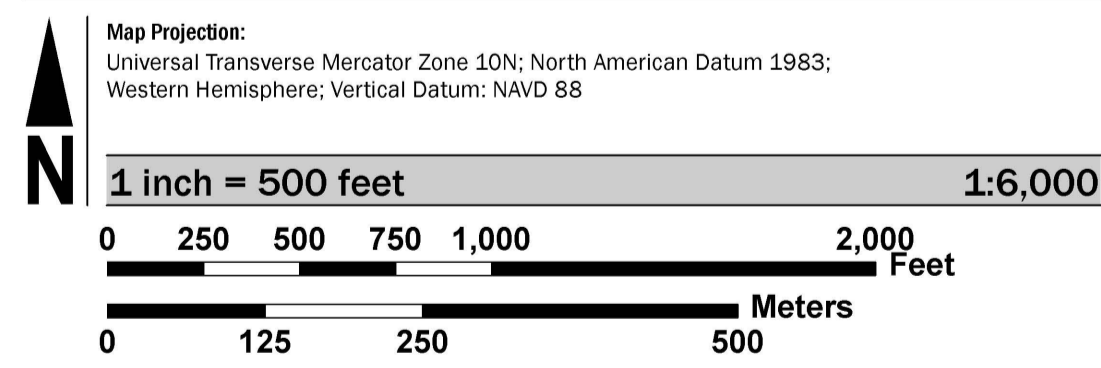 Map Projection:
Universal Transverse Mercator Zone 10N; North American Datum 1983;
Western Hemisphere; Vertical Datum: NAVD 88
N
1 inch = 500 feet 1:6,000
0 250 500 750 1,000 2,000
Feet
Meters
0 125 250 500